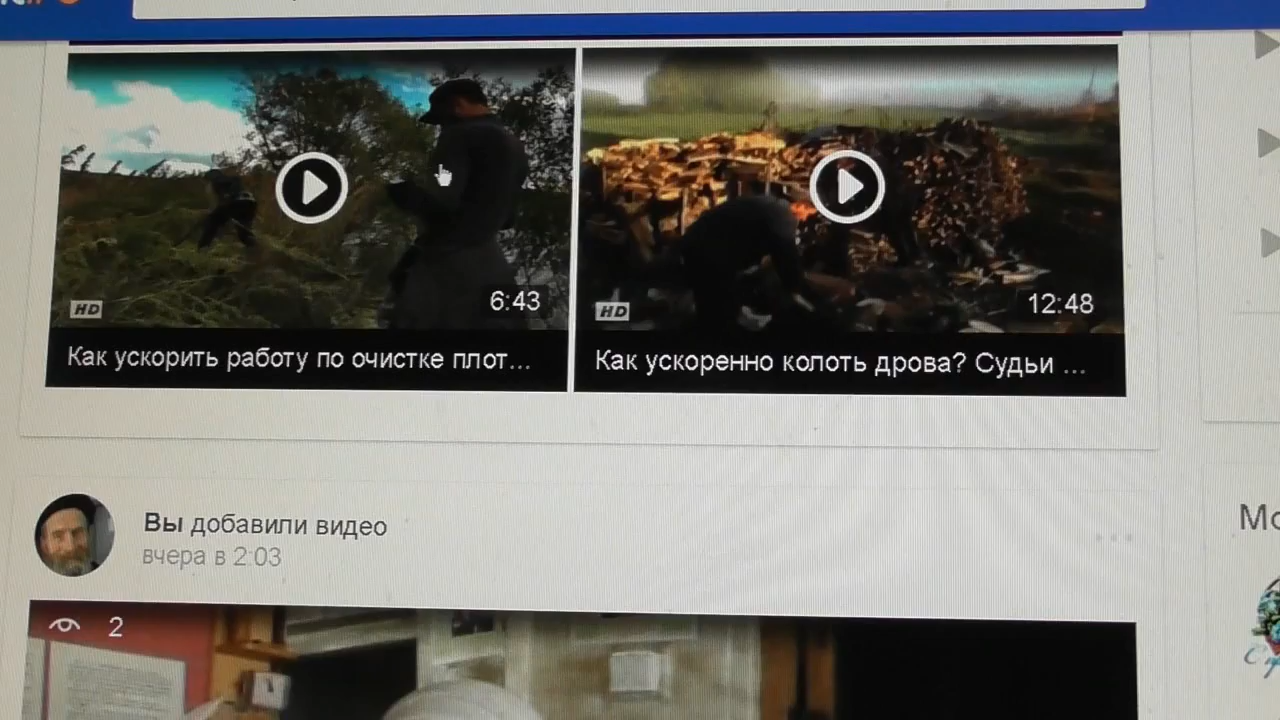 6:43
12:48
HD
HD
Как ускорить работу по очистке плот...
Как ускоренно колоть дрова? Судьи ...
Вы добавили видео
вчера в 2:03
2